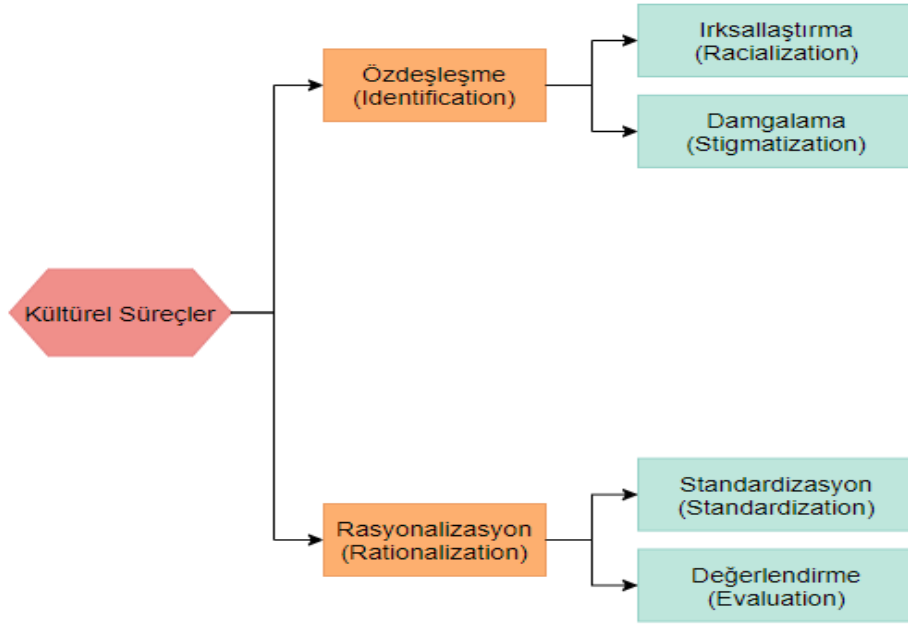 Kültürel Süreçler
Özdeşleşme
(Identification)
Irksallaştırma
(Racialization)
Damgalama
(Stigmatization)
Rasyonalizasyon
(Rationalization)
Standardizasyon
(Standardization)
Değerlendirme
(Evaluation)